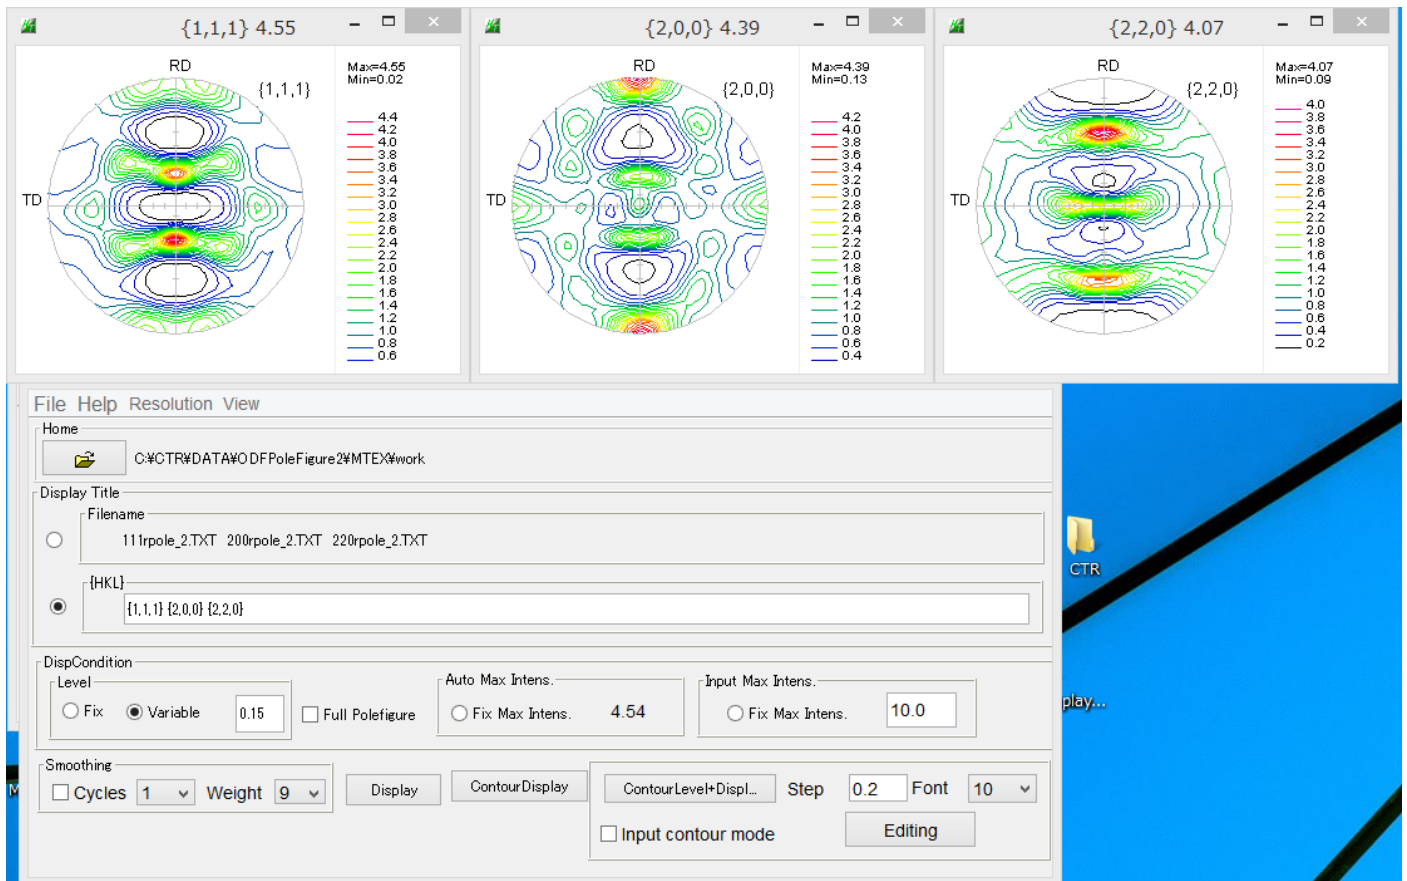 {1,1,1} 4.55
{2,0,0} 4.39
{2,2,0} 4.07
RD
{1,1,1}
TD
Max=4.55
Min=0.02
4.4
4.2
4.0
3.8
3.6
3.4
3.2
3.0
2.8
2.6
2.4
2.2
2.0
1.8
1.6
1.4
1.2
1.0
0.8
0.6
RD
{2,0,0}
TD
Max=4.39
Min=0.13
4.2
4.0
3.8
3.6
3.4
3.2
3.0
2.8
2.6
2.4
2.2
2.0
1.8
1.6
1.4
1.2
1.0
0.8
0.6
0.4
RD
{2,2,0}
TD
Max=4.07
Min=0.09
4.0
3.8
3.6
3.4
3.2
3.0
2.8
2.6
2.4
2.2
2.0
1.8
1.6
1.4
1.2
1.0
0.8
0.6
0.4
0.2
File Help Resolution View
Home
C:¥CTR¥DATA¥ODFPoleFigure2¥MTEX¥work
Display Title
Filename
111rpole_2.TXT 200rpole_2.TXT 220rpole_2.TXT
{HKL}
{1,1,1} {2,0,0} {2,2,0}
DispCondition
Level
Fix Variable 0.15
Full Polefigure
Auto Max Intens.
Fix Max Intens. 4.54
Input Max Intens.
Fix Max Intens. 10.0
Smoothing
Cycles 1 Weight 9
Display
ContourDisplay
ContourLevel+Displ... Step 0.2 Font 10
Input contour mode
Editing
CTR
play...
M